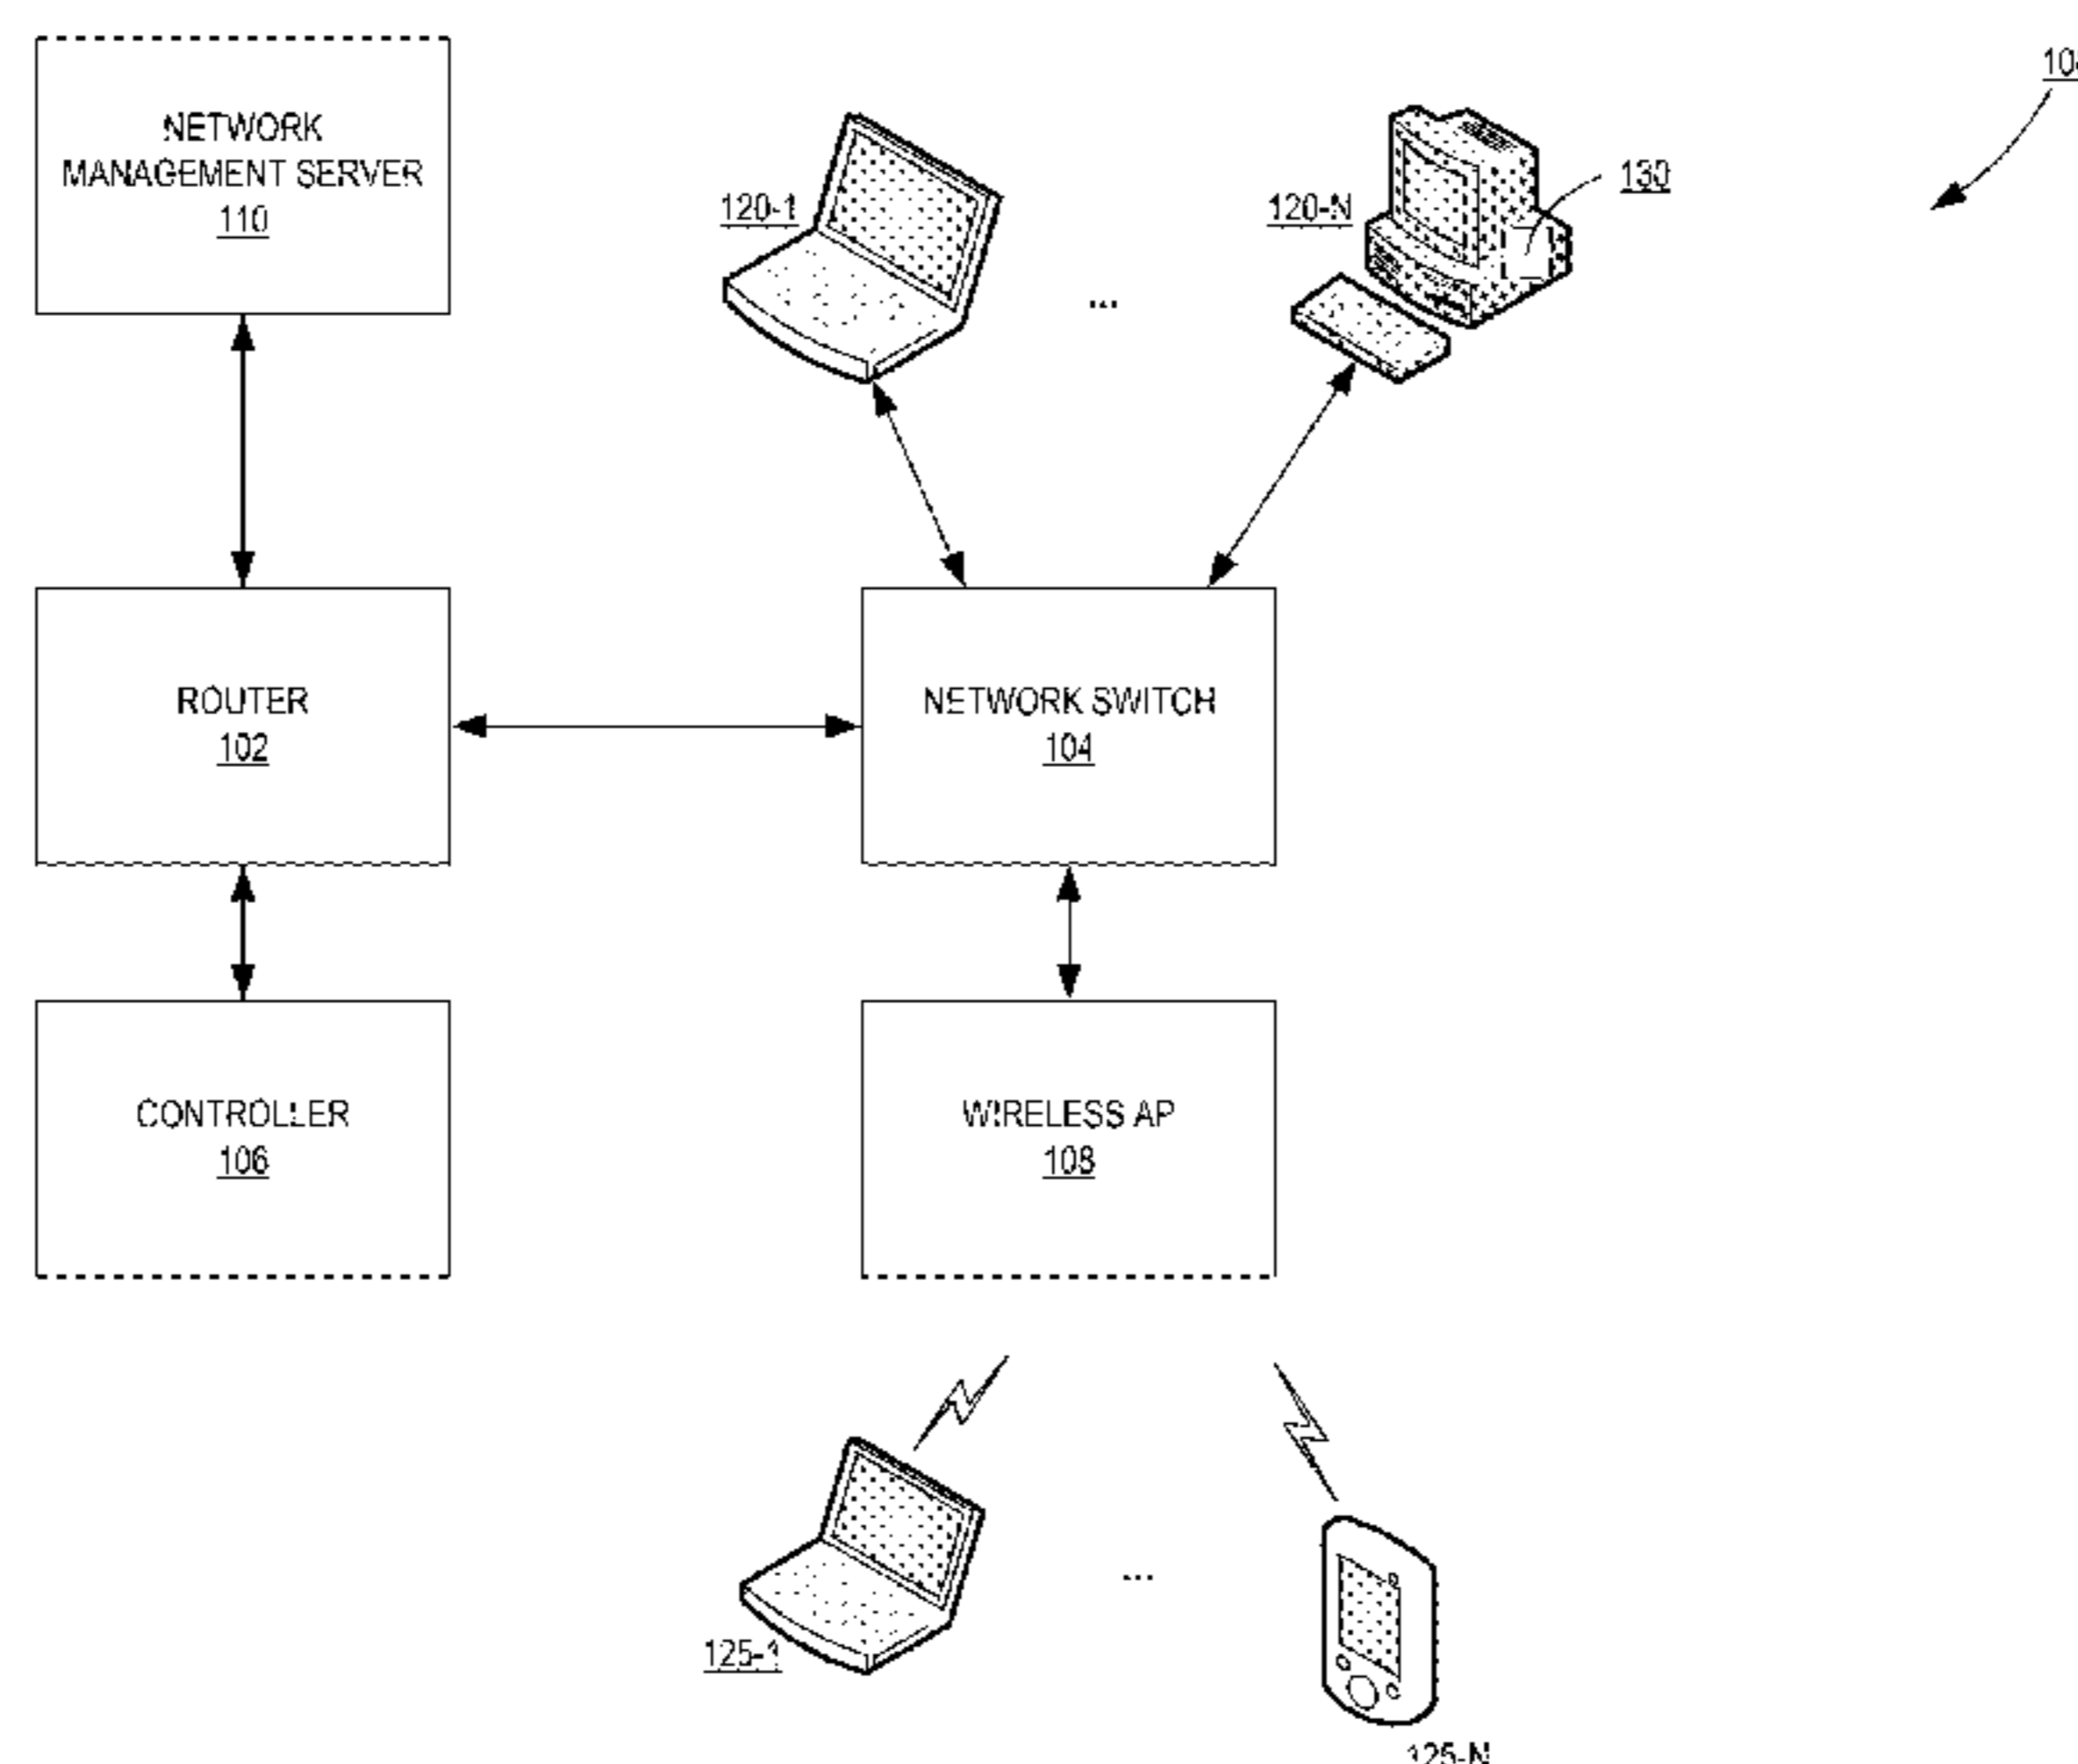 NETWORK
MANAGEMENT SERVER
110
120-1
...
120-N
130
ROUTER
102
NETWORK SWITCH
104
CONTROLLER
106
WIRELESS AP
108
125-1
...
125-N